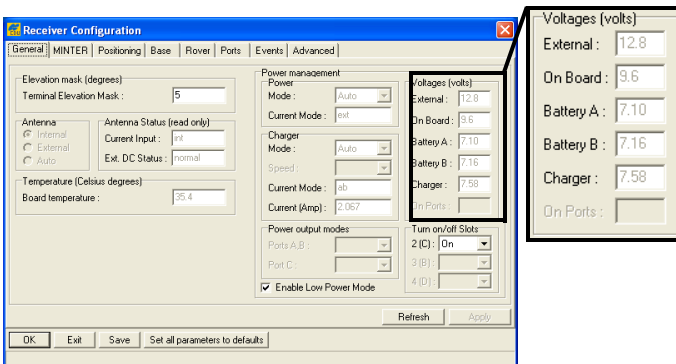 Receiver Configuration
General MINTER Positioning Base Rover Ports Events Advanced
Elevation mask (degrees)
Terminal Elevation Mask : 5
Antenna
Internal
External
Auto
Antenna Status (read only)
Current Input : int
Ext. DC Status : normal
Temperature (Celsius degrees)
Board temperature : 35.4
Power management
Power
Mode : Auto
Current Mode : ext
Charger
Mode : Auto
Speed :
Current Mode : ab
Current (Amp) : 2.067
Voltages (volts)
External : 12.8
On Board : 9.6
Battery A : 7.10
Battery B : 7.16
Charger : 7.58
On Ports :
Power output modes
Ports A,B :
Port C :
Turn on/off Slots
2 (C) : On
3 (B) :
4 (D) :
Enable Low Power Mode
Refresh Apply
OK Exit Save Set all parameters to defaults
Voltages (volts)
External : 12.8
On Board : 9.6
Battery A : 7.10
Battery B : 7.16
Charger : 7.58
On Ports :